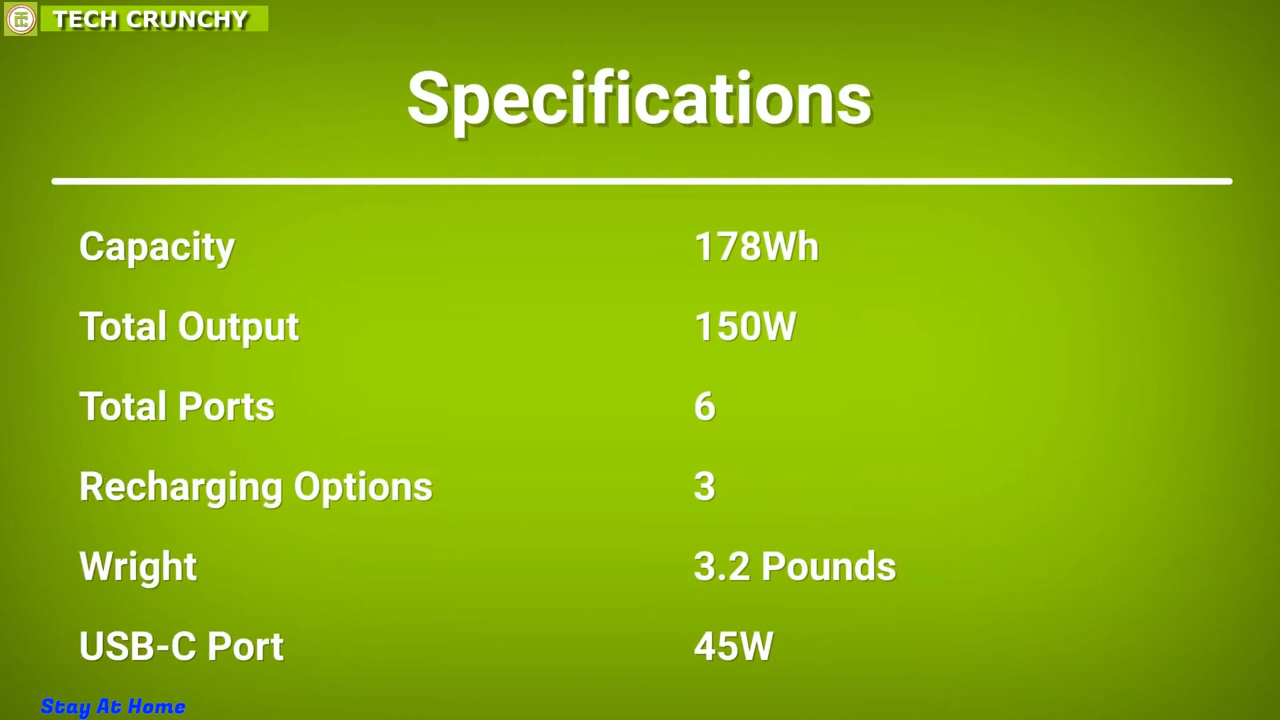 TECH CRUNCHY
Specifications
Capacity 178Wh
Total Output 150W
Total Ports 6
Recharging Options 3
Wright 3.2 Pounds
USB-C Port 45W
Stay At Home